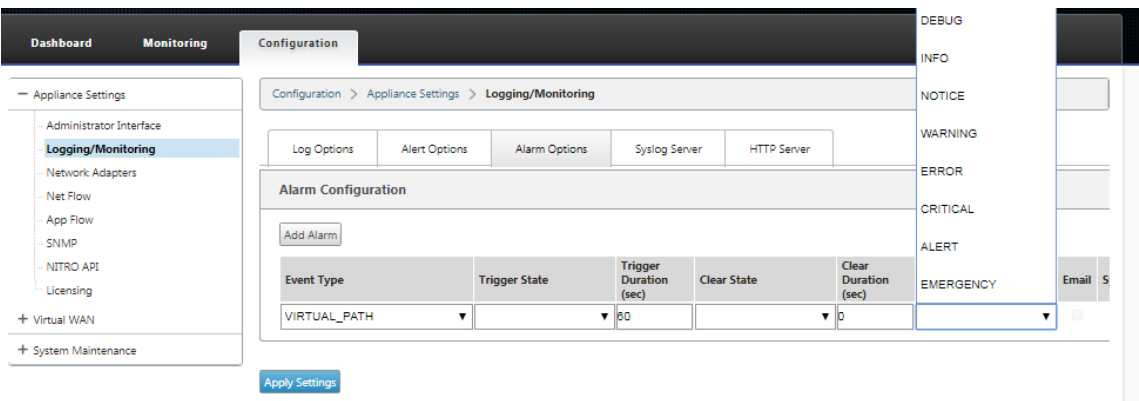 Dashboard
Monitoring
Configuration
— Appliance Settings
Administrator Interface
Logging/Monitoring
Network Adapters
Net Flow
App Flow
SNMP
NITRO API
Licensing
+ Virtual WAN
+ System Maintenance
Configuration > Appliance Settings > Logging/Monitoring
Log Options
Alert Options
Alarm Options
Syslog Server
HTTP Server
Alarm Configuration
Add Alarm
Event Type
Trigger State
Trigger
Duration
(sec)
Clear State
Clear
Duration
(sec)
Email
S
VIRTUAL_PATH
60
0
DEBUG
INFO
NOTICE
WARNING
ERROR
CRITICAL
ALERT
EMERGENCY
Apply Settings